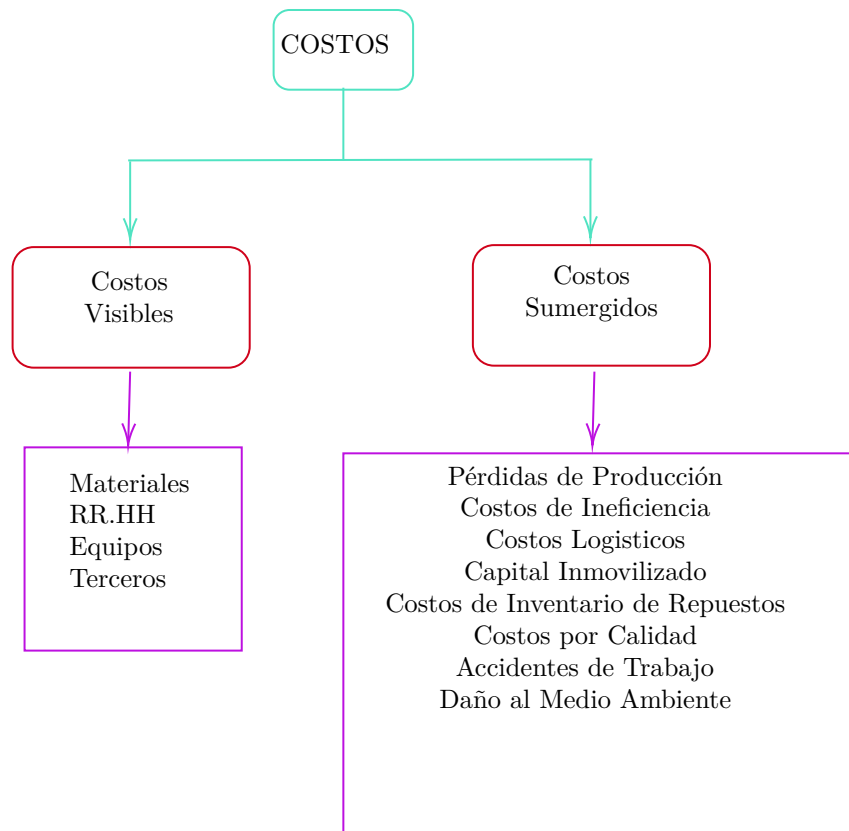 COSTOS
Costos
Visibles
Costos
Sumergidos
Materiales
RR.HH
Equipos
Terceros
Pérdidas de Producción
Costos de Ineficiencia
Costos Logisticos
Capital Inmovilizado
Costos de Inventario de Repuestos
Costos por Calidad
Accidentes de Trabajo
Daño al Medio Ambiente